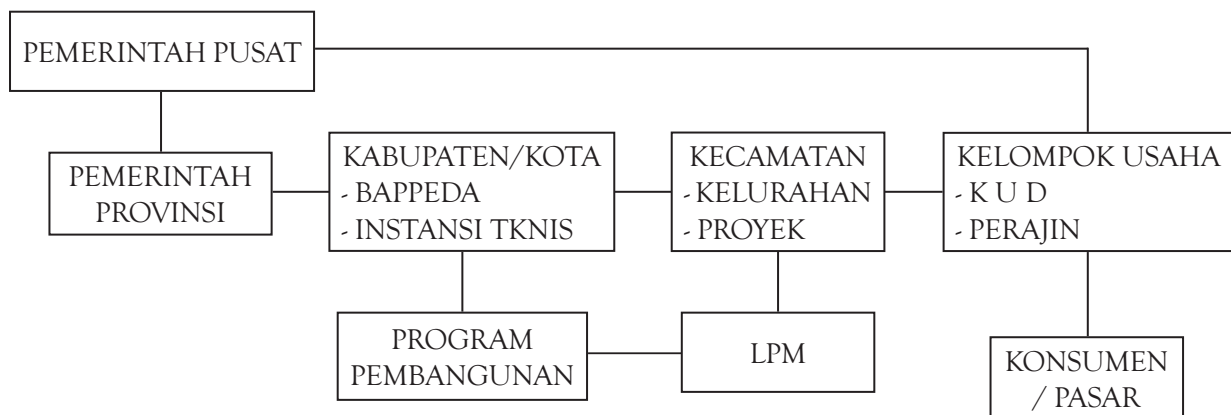 PEMERINTAH PUSAT
PEMERINTAH
PROVINSI
KABUPATEN/KOTA
- BAPPEDA
- INSTANSI TKNIS
KECAMATAN
- KELURAHAN
- PROYEK
KELOMPOK USAHA
- K U D
- PERAJIN
PROGRAM
PEMBANGUNAN
LPM
KONSUMEN
/ PASAR